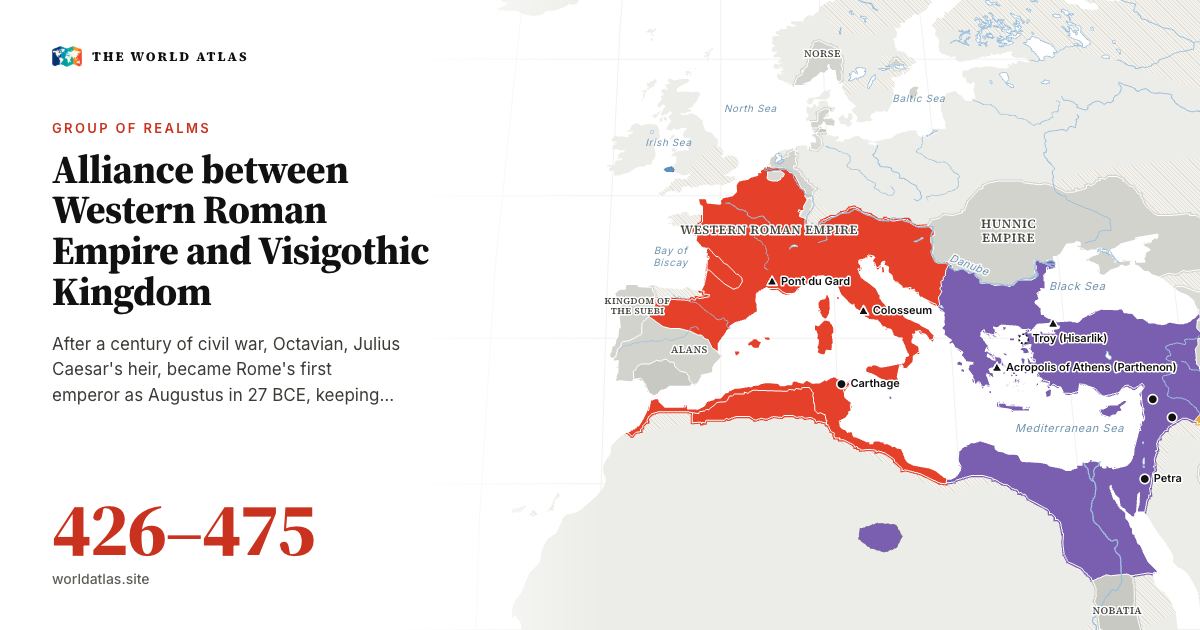 THE WORLD ATLAS
GROUP OF REALMS
Alliance between
Western Roman
Empire and Visigothic
Kingdom
After a century of civil war, Octavian, Julius
Caesar's heir, became Rome's first
emperor as Augustus in 27 BCE, keeping...
426–475
worldatlas.site
NORSE
Baltic Sea
North Sea
Irish Sea
WESTERN ROMAN EMPIRE
HUNNIC
EMPIRE
Bay of
Biscay
Danube
Pont du Gard
Black Sea
KINGDOM OF
THE SUEBI
Colosseum
Troy (Hisarlik)
ALANS
Acropolis of Athens (Parthenon)
Carthage
Mediterranean Sea
Petra
NOBATIA